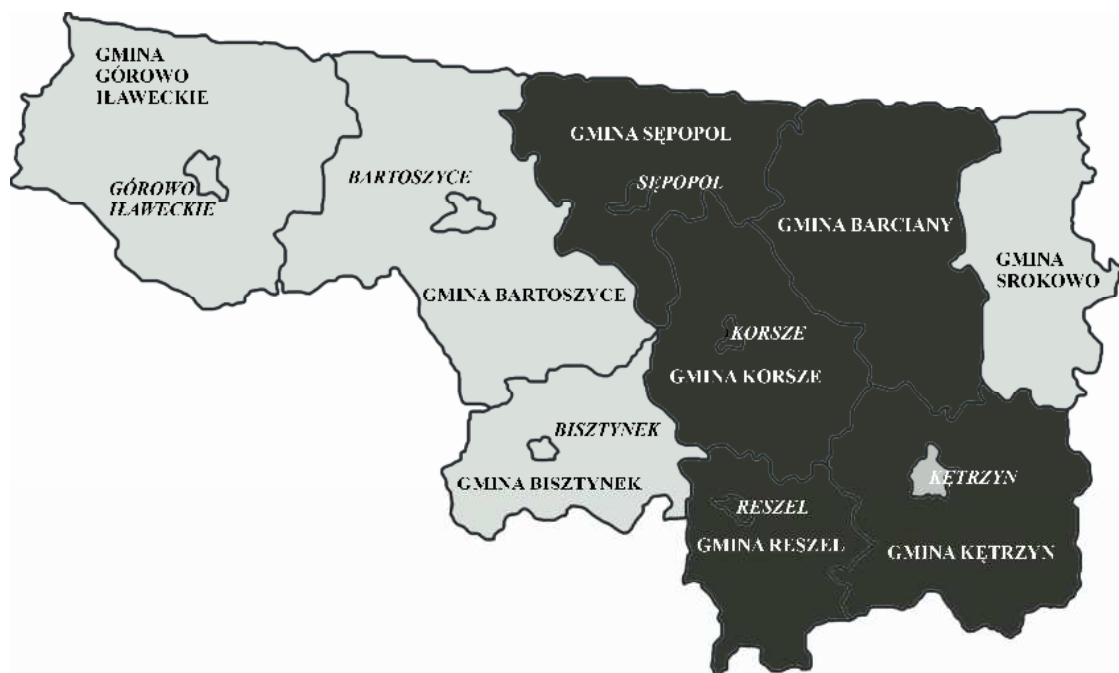 GMINA
GÓROWO
IŁAWECKIE
GÓROWO
IŁAWECKIE
BARTOSZYCE
GMINA BARTOSZYCE
GMINA SĘPOPOL
SĘPOPOL
GMINA BARCIANY
GMINA
SROKOWO
KORSZE
GMINA KORSZE
BISZTYNEK
GMINA BISZTYNEK
RESZEL
GMINA RESZEL
KĘTRZYN
GMINA KĘTRZYN